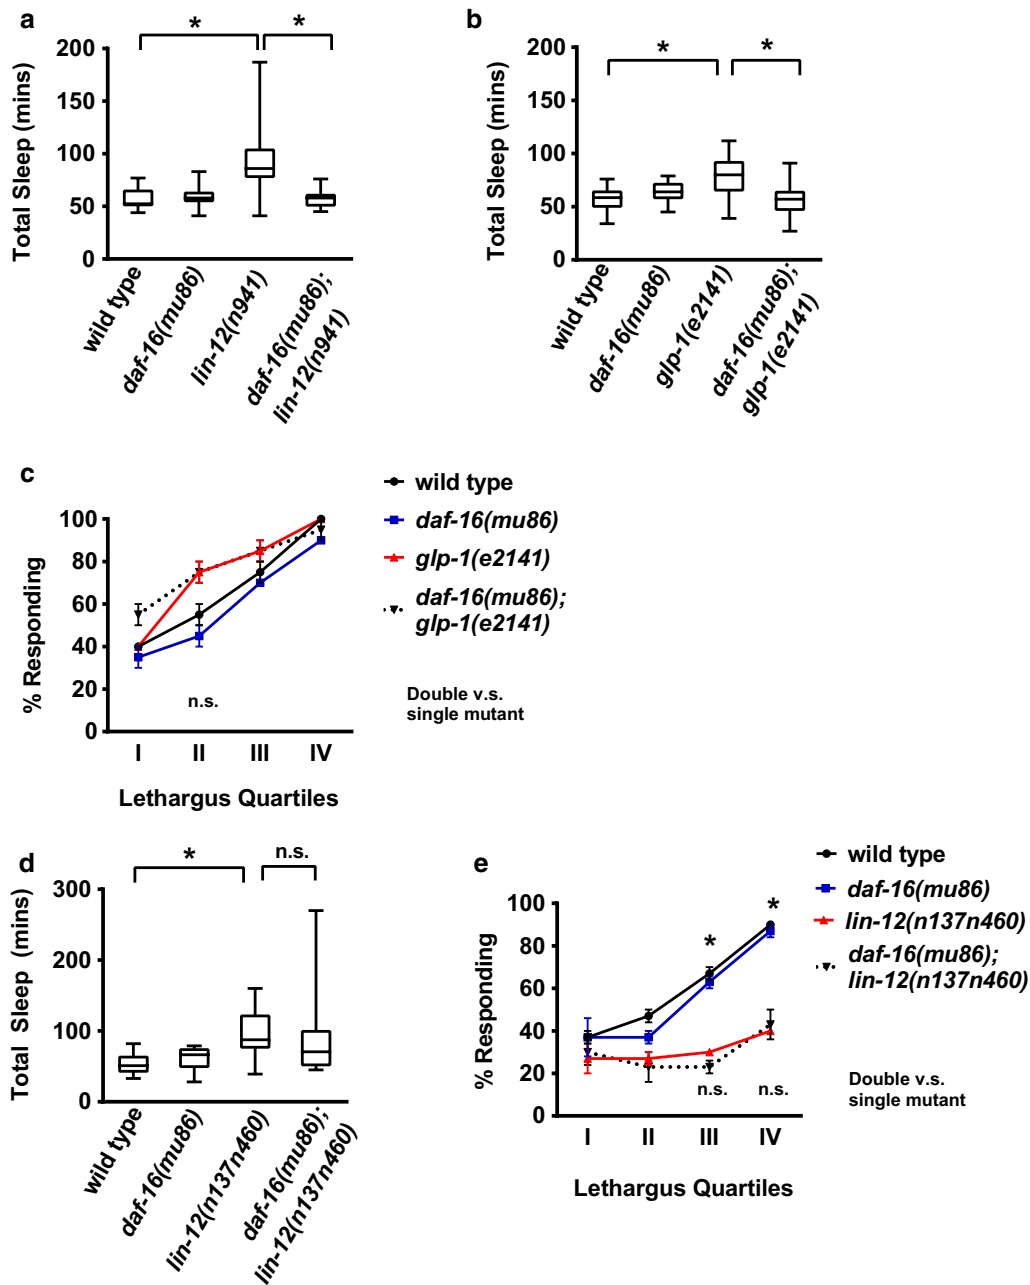 a
*
*
200
150
100
50
0
Total Sleep (mins)
wild type
daf-16(mu86)
lin-12(n941)
daf-16(mu86);
lin-12(n941)
b
*
*
200
150
100
50
0
Total Sleep (mins)
wild type
daf-16(mu86)
glp-1(e2141)
daf-16(mu86);
glp-1(e2141)
c
100
80
60
40
20
0
% Responding
n.s.
I II III IV
Lethargus Quartiles
wild type
daf-16(mu86)
glp-1(e2141)
daf-16(mu86);
glp-1(e2141)
Double v.s.
single mutant
d
*
n.s.
300
200
100
0
Total Sleep (mins)
wild type
daf-16(mu86)
lin-12(n137n460)
daf-16(mu86);
lin-12(n137n460)
e
100
80
60
40
20
0
% Responding
*
*
n.s. n.s.
I II III IV
Lethargus Quartiles
wild type
daf-16(mu86)
lin-12(n137n460)
daf-16(mu86);
lin-12(n137n460)
Double v.s.
single mutant